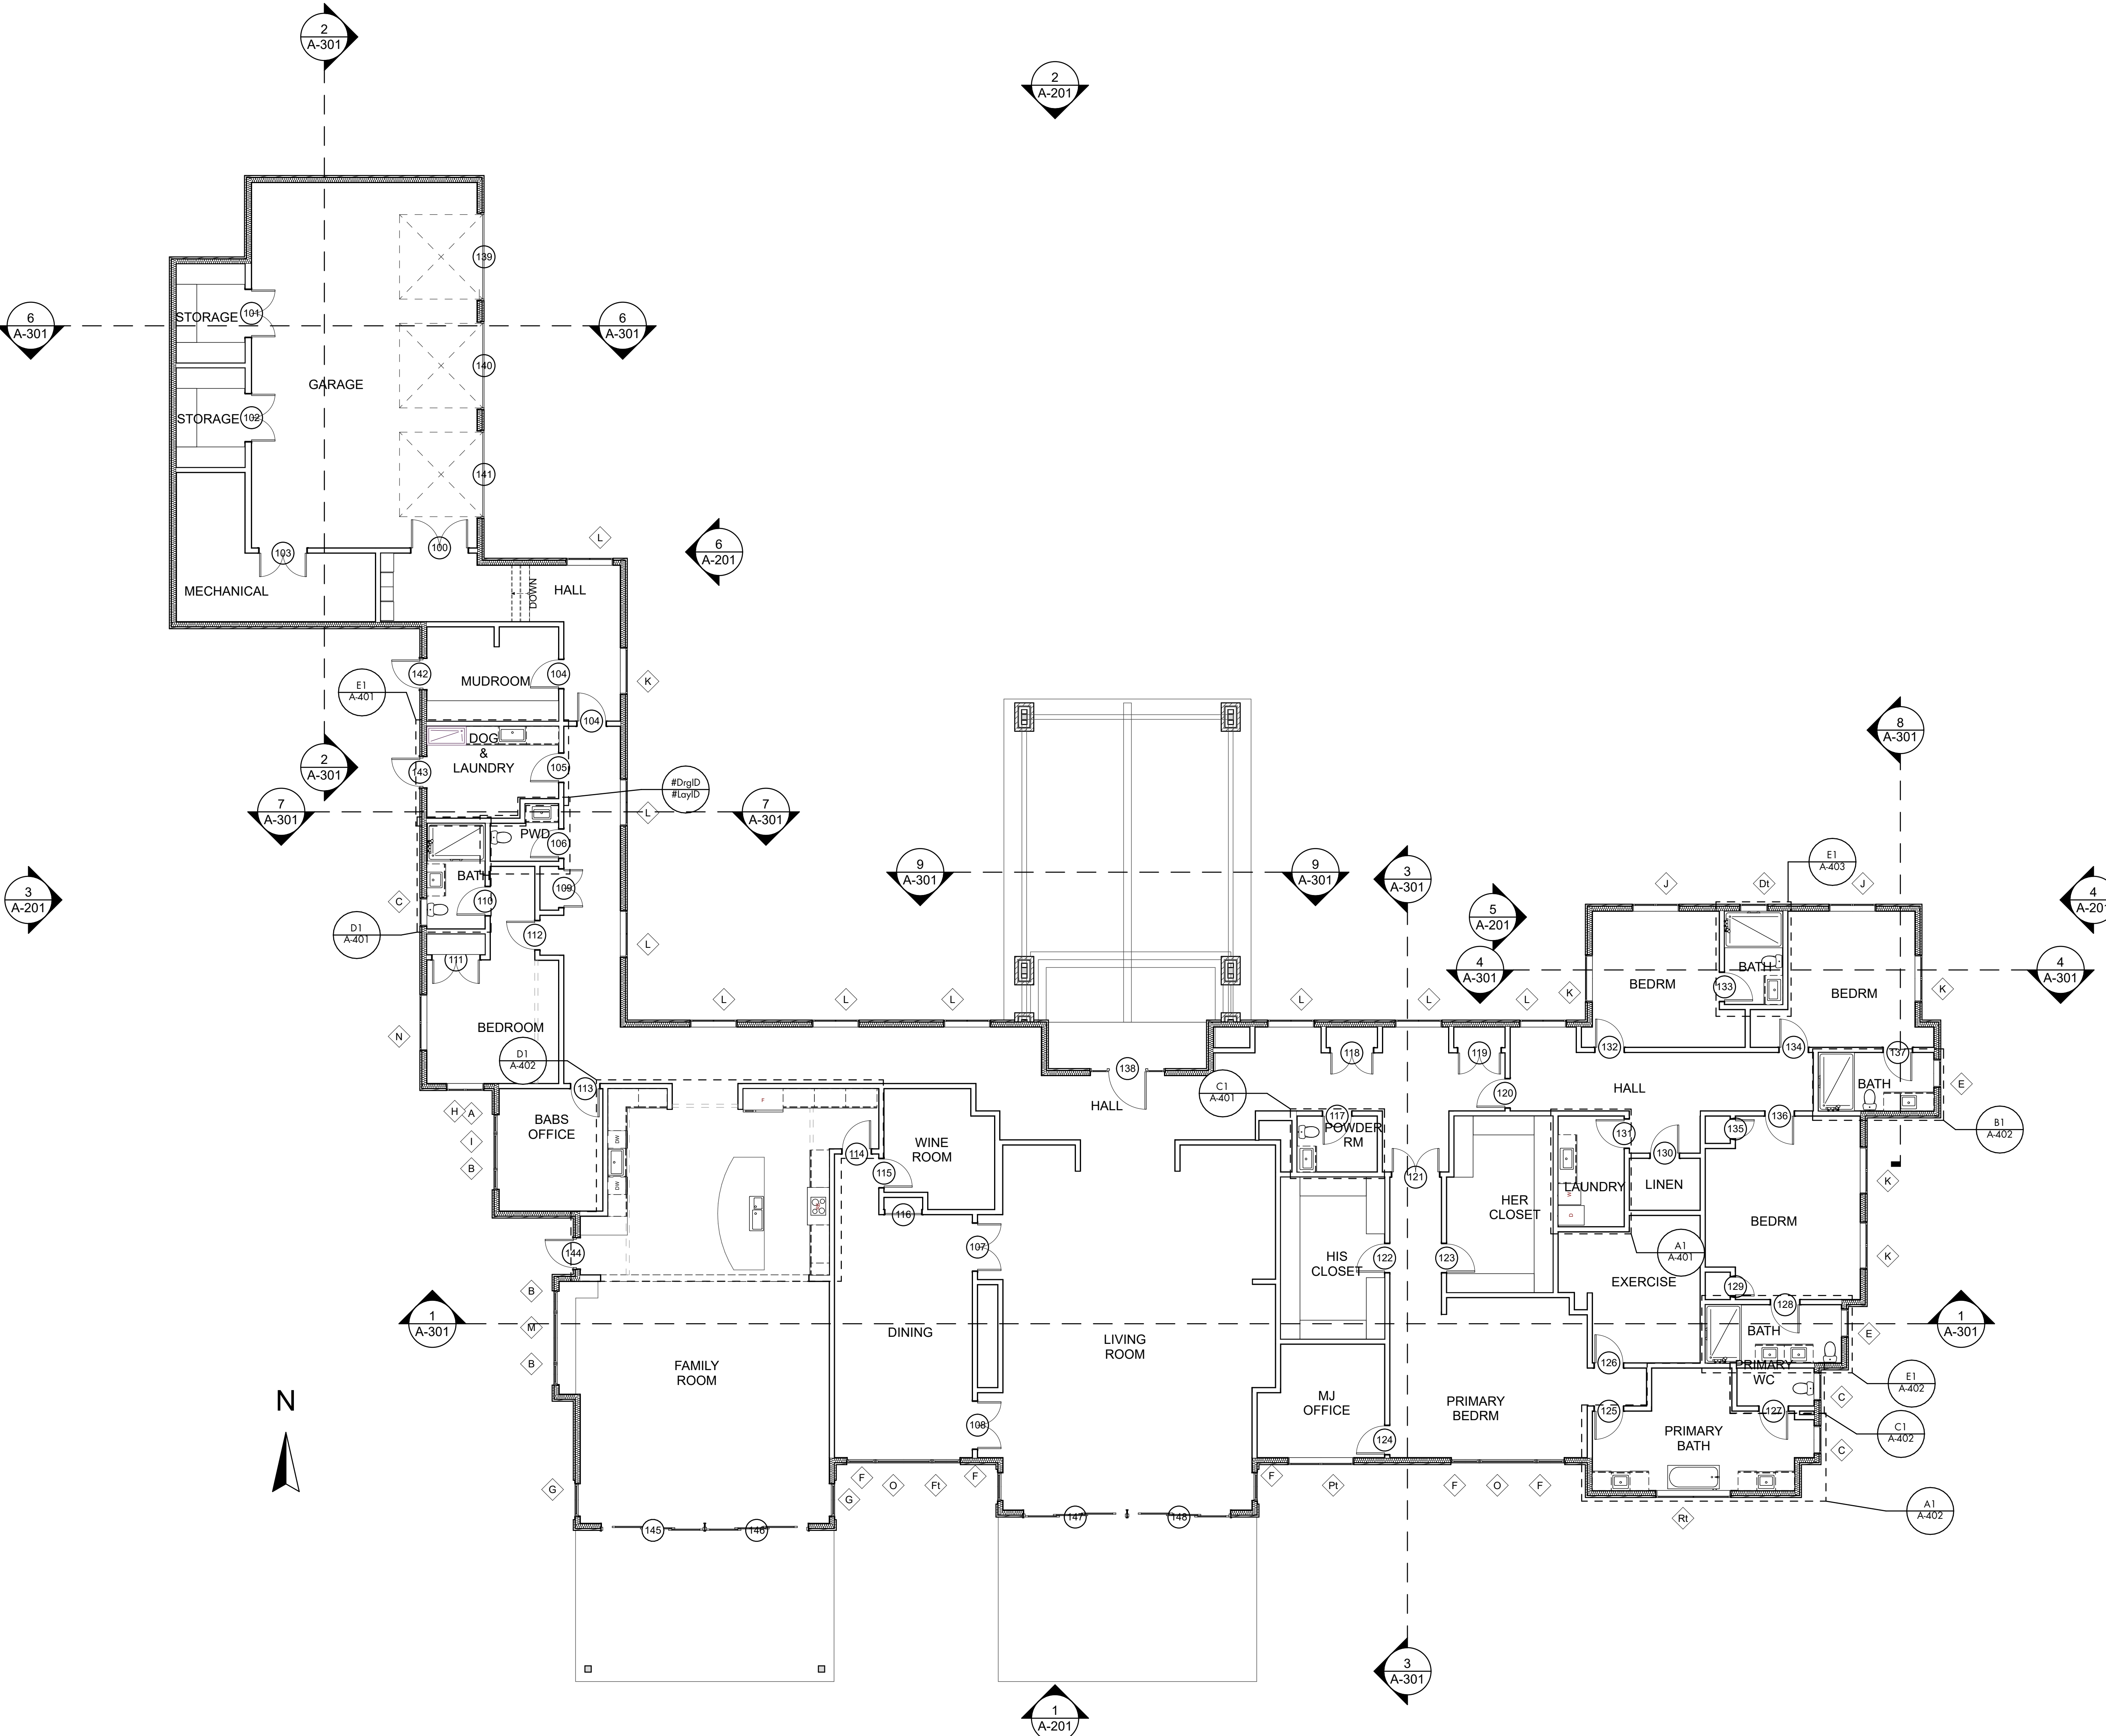 2
A-301
2
A-201
139
STORAGE
101
6
A-301
6
A-301
140
GARAGE
STORAGE
102
141
103
100
L
6
A-201
MECHANICAL
DOWN
HALL
142
MUDROOM
104
K
E1
A-401
104
DOG
&
LAUNDRY
143
105
2
A-301
#DrgID
#LayID
7
A-301
L
7
A-301
PWD
106
BATH
109
110
C
3
A-201
D1
A-401
112
111
L
N
BEDROOM
9
A-301
9
A-301
3
A-301
8
A-301
E1
A-403
J
Dt
J
4
A-201
5
A-201
4
A-301
4
A-301
BATH
BEDRM
133
BEDRM
K
K
L
L
L
L
L
L
D1
A-402
113
138
118
119
132
134
137
HALL
C1
A-401
120
HALL
BATH
E
H
A
I
B
BABS
OFFICE
F
DW
DW
114
115
WINE
ROOM
116
117
POWDER
RM
121
131
130
135
136
B1
A-402
HER
CLOSET
LAUNDRY
W
D
LINEN
K
BEDRM
144
107
HIS
CLOSET
122
123
A1
A-401
K
EXERCISE
129
B
M
B
1
A-301
DINING
LIVING
ROOM
128
BATH
E
1
A-301
FAMILY
ROOM
126
PRIMARY
WC
E1
A-402
N
MJ
OFFICE
PRIMARY
BEDRM
125
127
C
108
124
PRIMARY
BATH
C1
A-402
C
G
G
F
O
Ft
F
F
Pt
F
O
F
Rt
A1
A-402
145
146
147
148
3
A-301
1
A-201